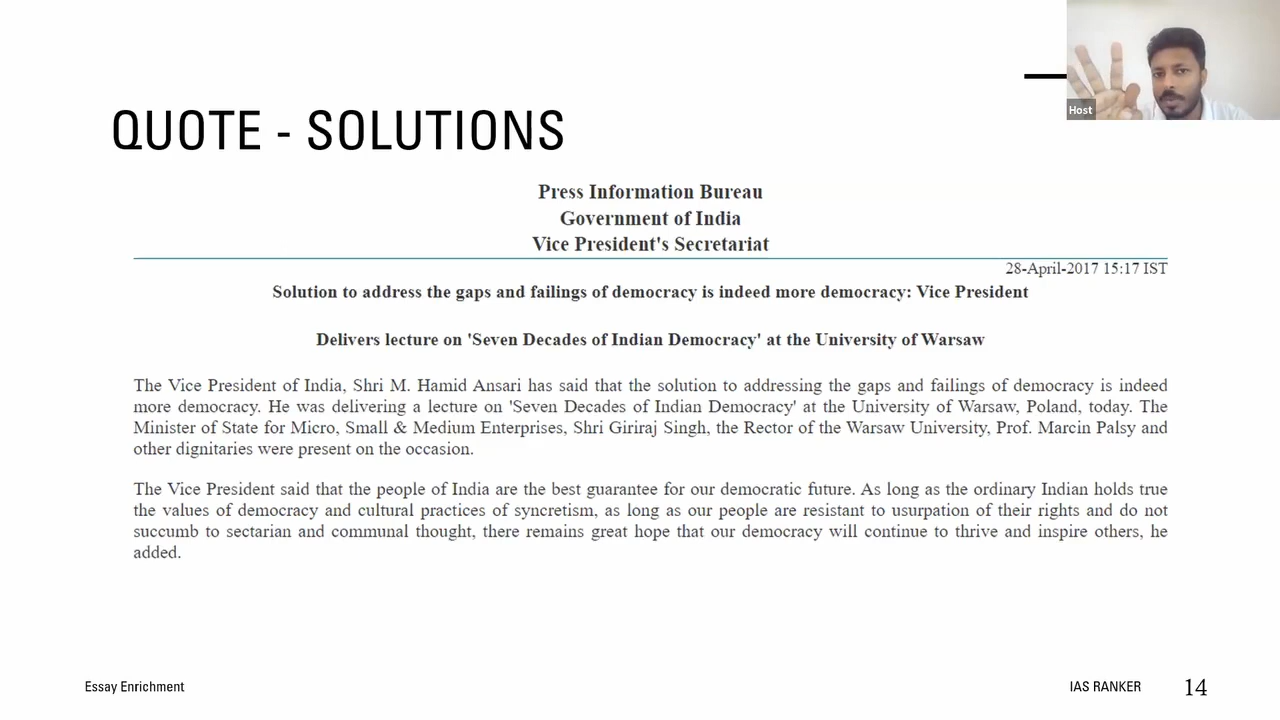 Host
QUOTE - SOLUTIONS
Press Information Bureau
Government of India
Vice President's Secretariat
28-April-2017 15:17 IST
Solution to address the gaps and failings of democracy is indeed more democracy: Vice President
Delivers lecture on 'Seven Decades of Indian Democracy' at the University of Warsaw
The Vice President of India, Shri M. Hamid Ansari has said that the solution to addressing the gaps and failings of democracy is indeed
more democracy. He was delivering a lecture on 'Seven Decades of Indian Democracy' at the University of Warsaw, Poland, today. The
Minister of State for Micro, Small & Medium Enterprises, Shri Giriraj Singh, the Rector of the Warsaw University, Prof. Marcin Palsy and
other dignitaries were present on the occasion.
The Vice President said that the people of India are the best guarantee for our democratic future. As long as the ordinary Indian holds true
the values of democracy and cultural practices of syncretism, as long as our people are resistant to usurpation of their rights and do not
succumb to sectarian and communal thought, there remains great hope that our democracy will continue to thrive and inspire others, he
added.
Essay Enrichment
IAS RANKER
14